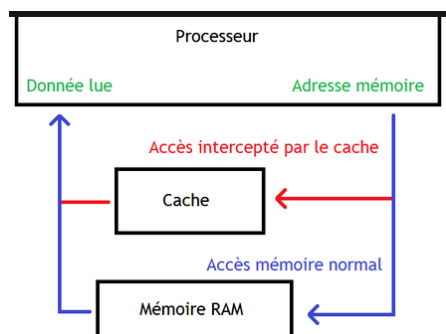 Processeur
Donnée lue
Adresse mémoire
Accès intercepté par le cache
Cache
Accès mémoire normal
Mémoire RAM